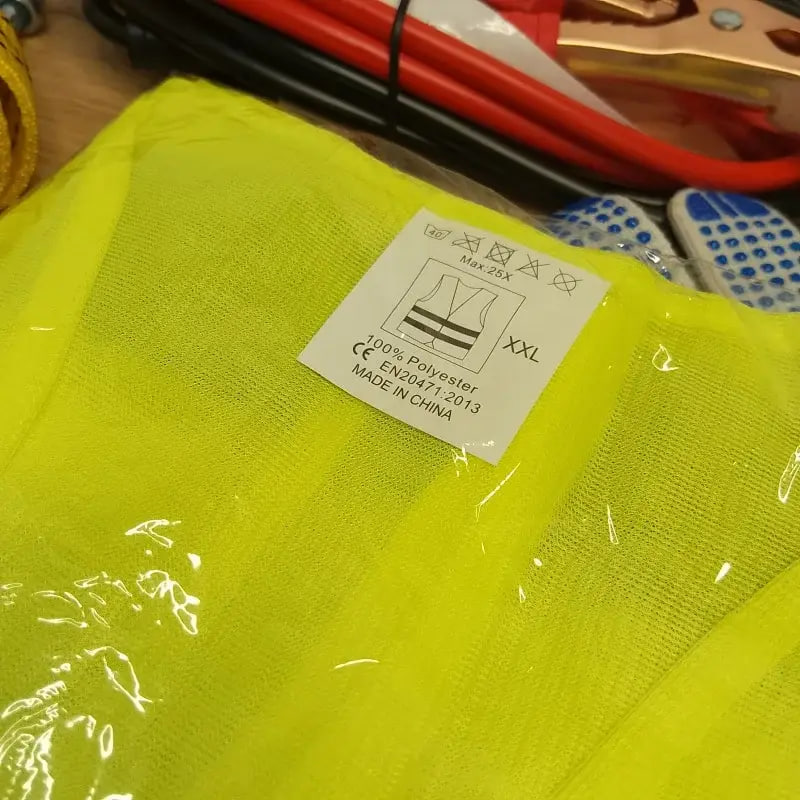 40
Max:25X
XXL
100% Polyester
CE EN20471:2013
MADE IN CHINA